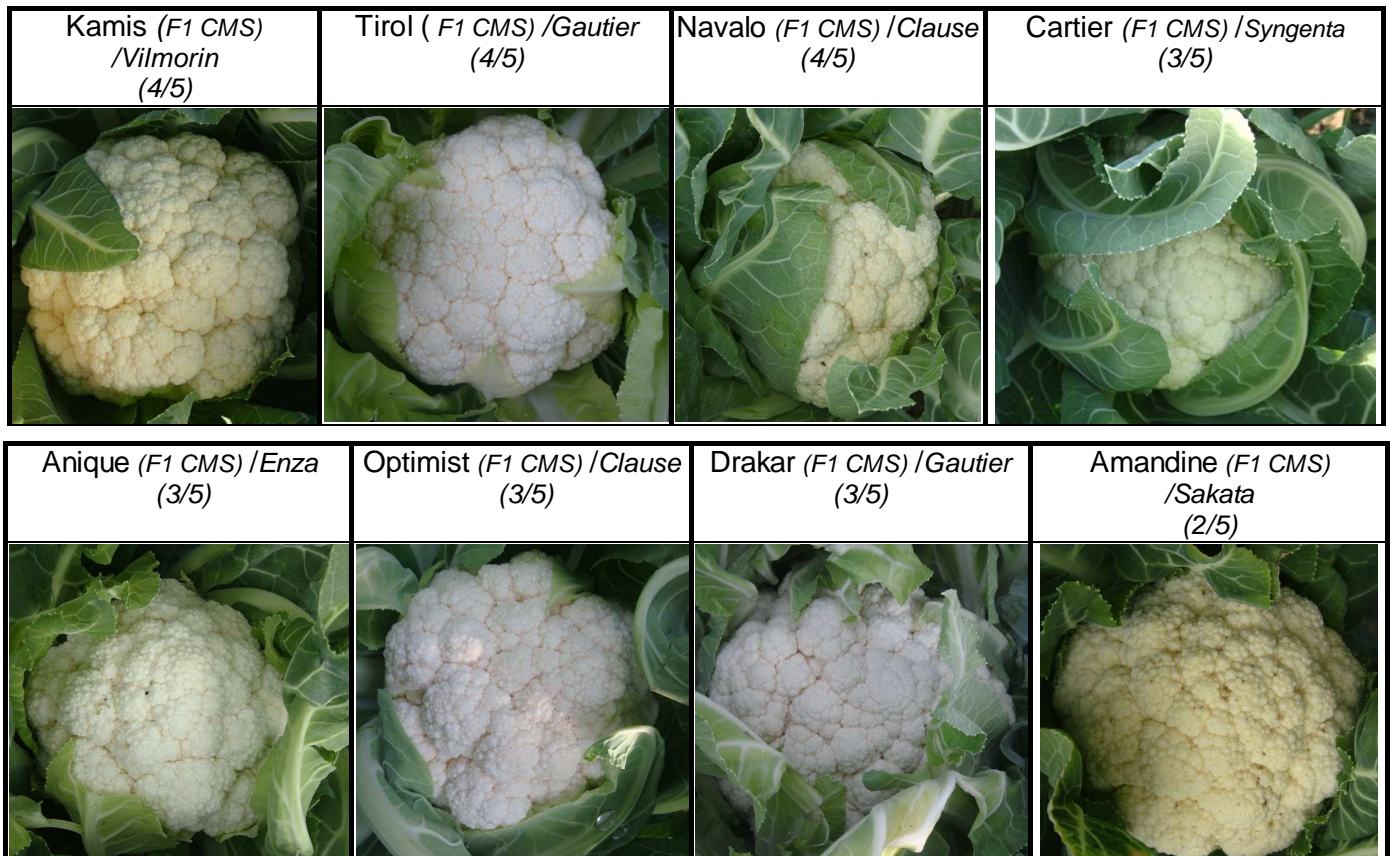 Kamis (F1 CMS)
/Vilmorin
(4/5)
Tirol ( F1 CMS) /Gautier
(4/5)
Navalo (F1 CMS) /Clause
(4/5)
Cartier (F1 CMS) /Syngenta
(3/5)
Anique (F1 CMS) /Enza
(3/5)
Optimist (F1 CMS) /Clause
(3/5)
Drakar (F1 CMS) /Gautier
(3/5)
Amandine (F1 CMS)
/Sakata
(2/5)